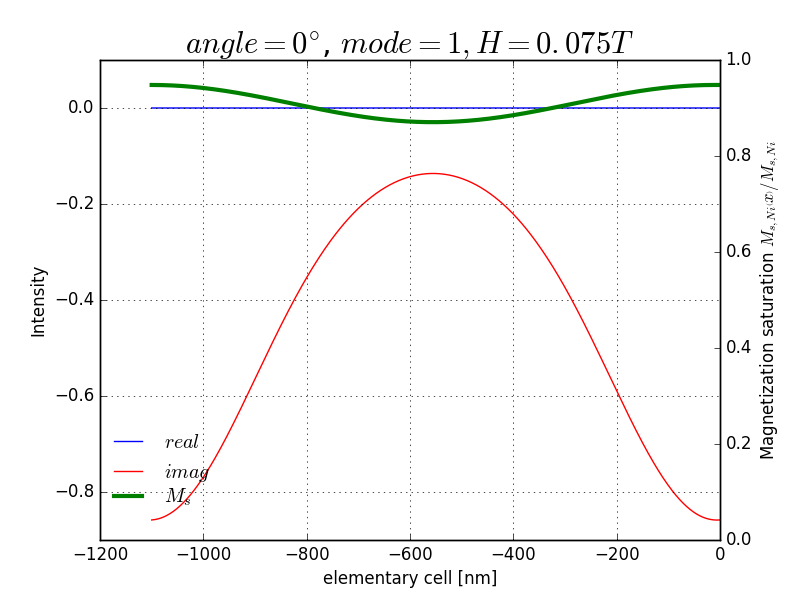 angle = 0°, mode = 1, H = 0.075T
1.0
0.0
0.8
−0.2
0.6
Intensity
Magnetization saturation M_{s,Ni}(x)/M_{s,Ni}
−0.4
0.4
−0.6
real
0.2
imag
−0.8
M_s
0.0
−1200 −1000 −800 −600 −400 −200 0
elementary cell [nm]